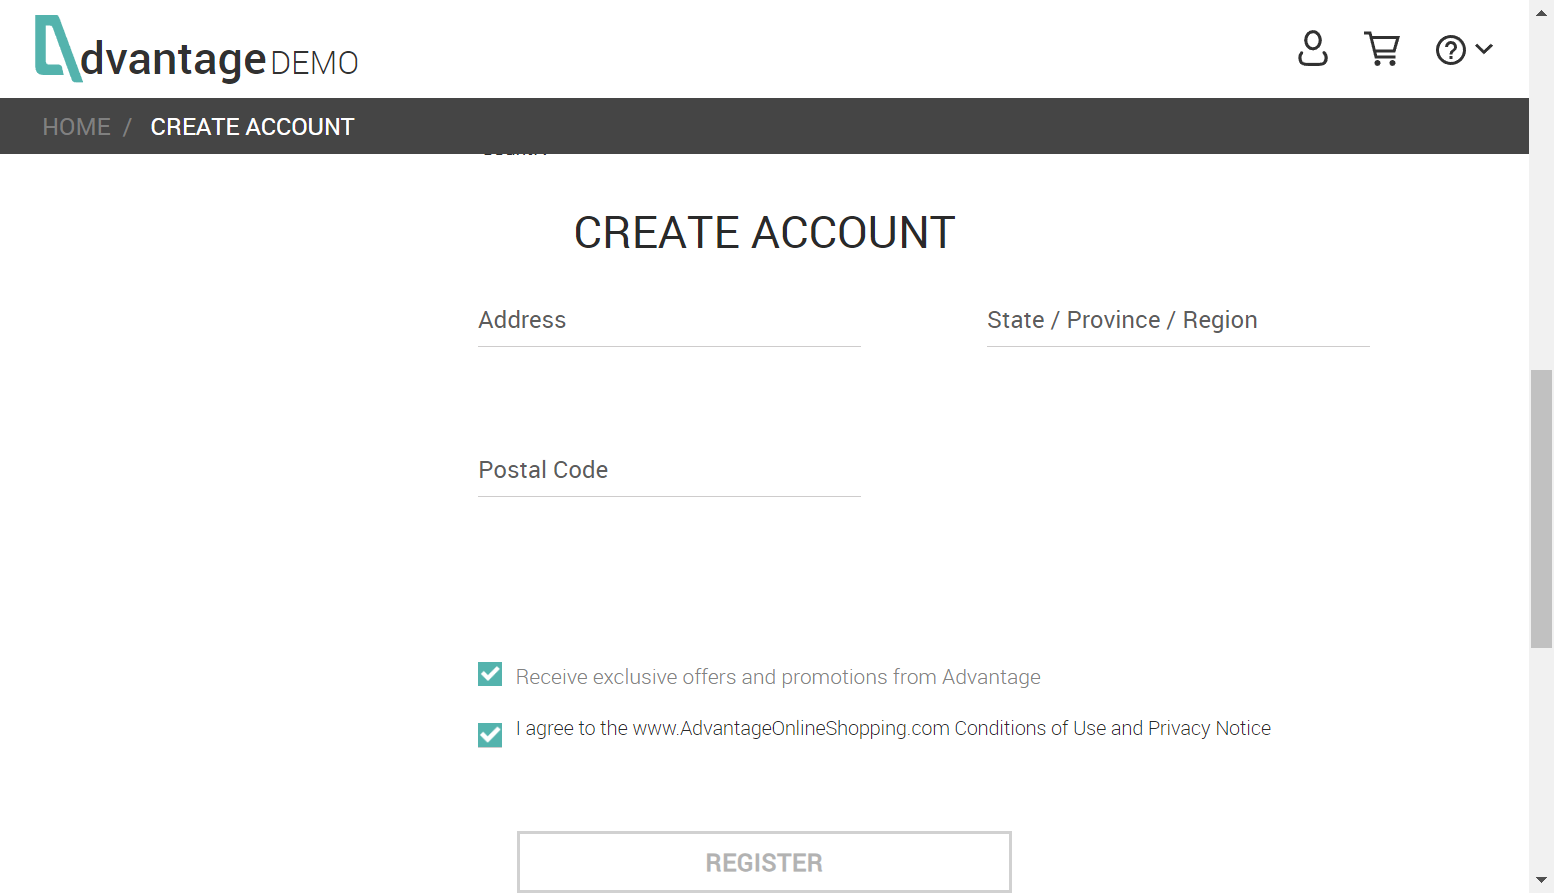 dvantage DEMO
HOME / CREATE ACCOUNT
CREATE ACCOUNT
Address
State / Province / Region
Postal Code
Receive exclusive offers and promotions from Advantage
I agree to the www.AdvantageOnlineShopping.com Conditions of Use and Privacy Notice
REGISTER